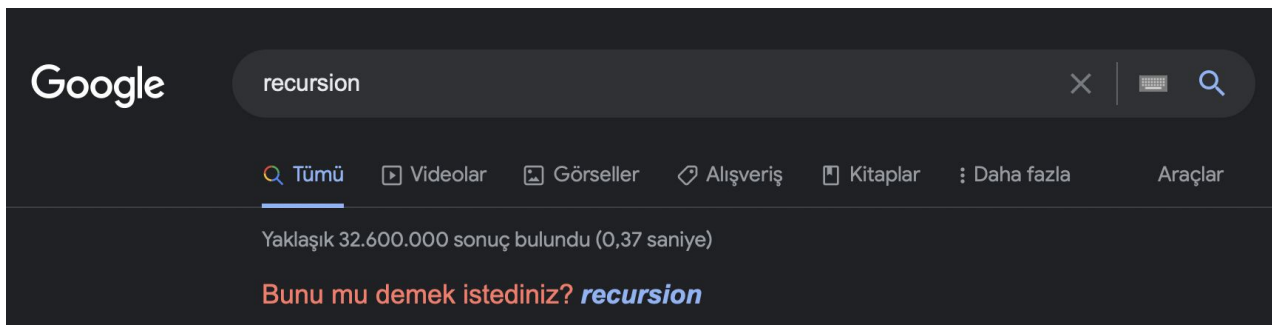 Google recursion
Tümü Videolar Görseller Alışveriş Kitaplar Daha fazla Araçlar
Yaklaşık 32.600.000 sonuç bulundu (0,37 saniye)
Bunu mu demek istediniz? recursion